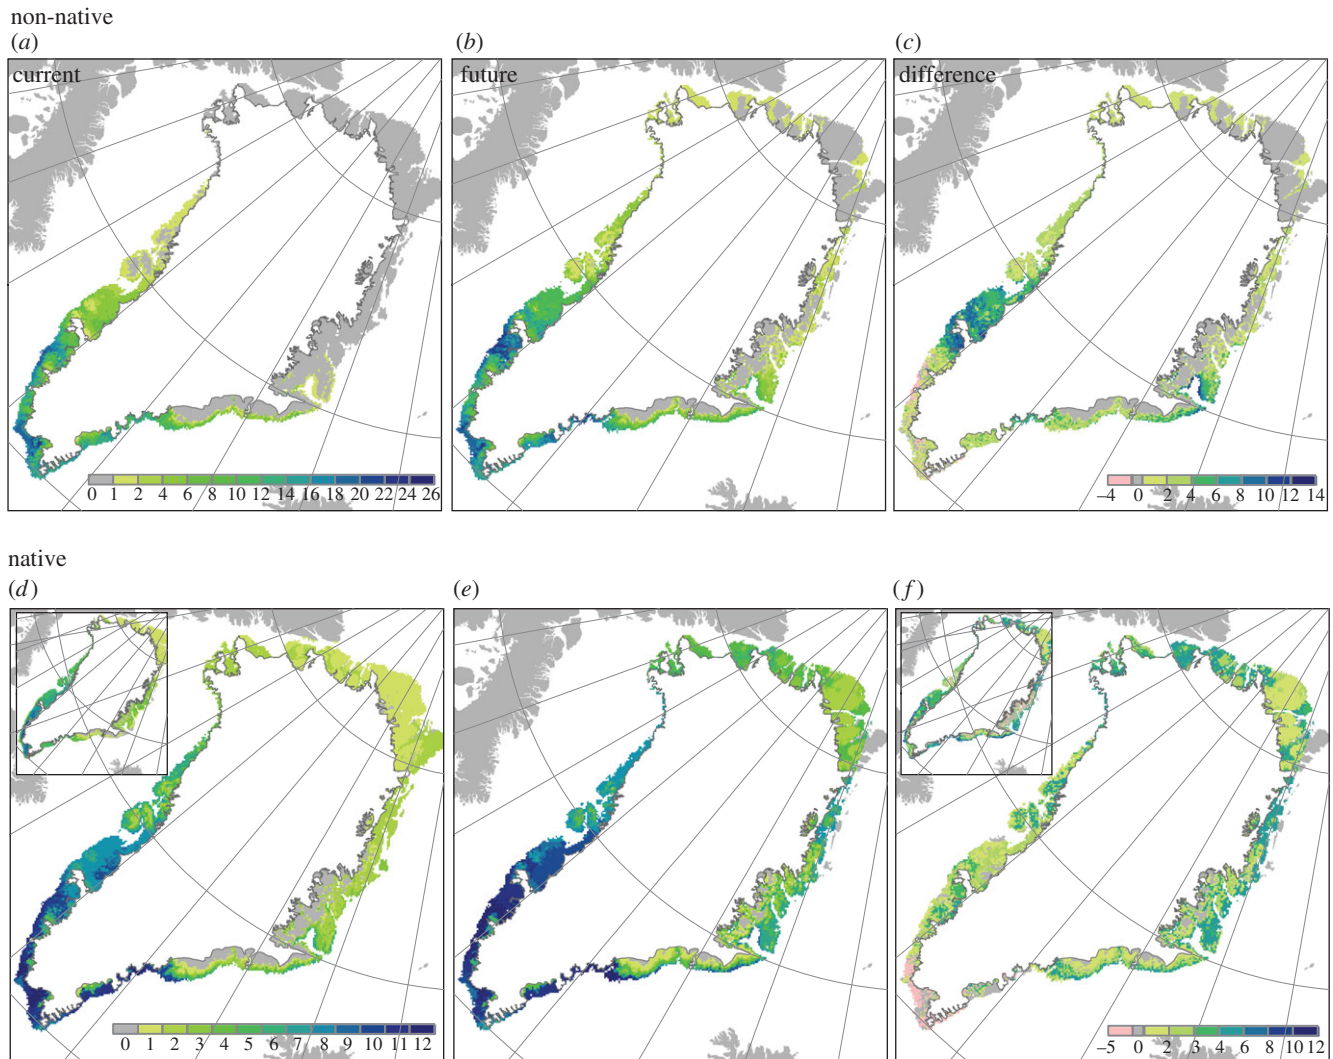 non-native
(a) (b) (c)
current future difference
0 1 2 4 6 8 10 12 14 16 18 20 22 24 26
–4 0 2 4 6 8 10 12 14
native
(d) (e) (f)
0 1 2 3 4 5 6 7 8 9 10 11 12
–5 0 2 3 4 6 8 10 12